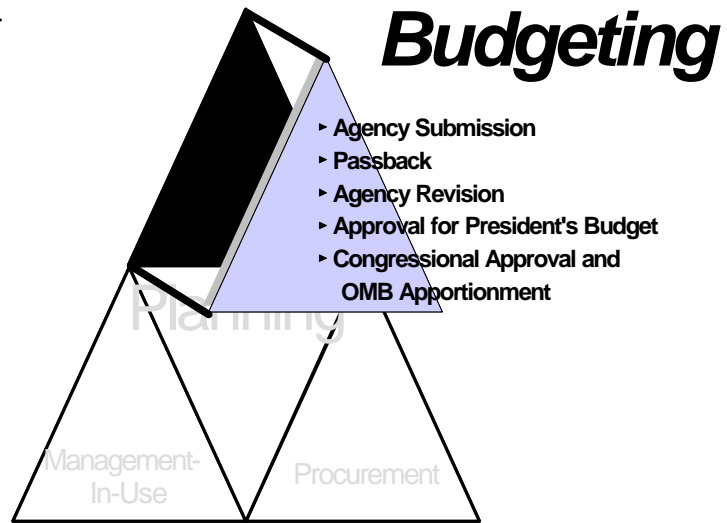 Budgeting
‣ Agency Submission
‣ Passback
‣ Agency Revision
‣ Approval for President's Budget
‣ Congressional Approval and
OMB Apportionment
Planning
Management-
In-Use
Procurement